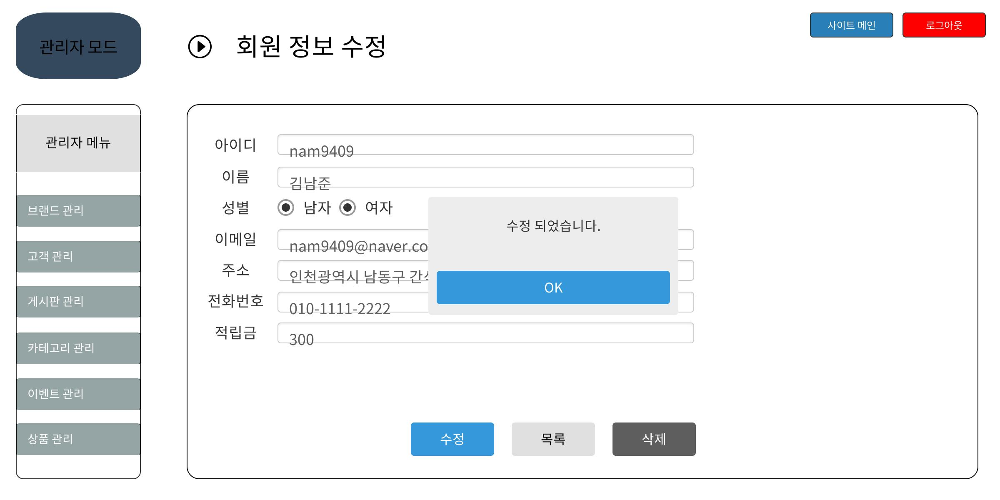 관리자 모드
회원 정보 수정
사이트 메인
로그아웃
관리자 메뉴
브랜드 관리
고객 관리
게시판 관리
카테고리 관리
이벤트 관리
상품 관리
아이디
nam9409
이름
김남준
성별 남자 여자
이메일
nam9409@naver.co
주소
인천광역시 남동구
전화번호
010-1111-2222
적립금
300
수정 되었습니다.
OK
수정
목록
삭제